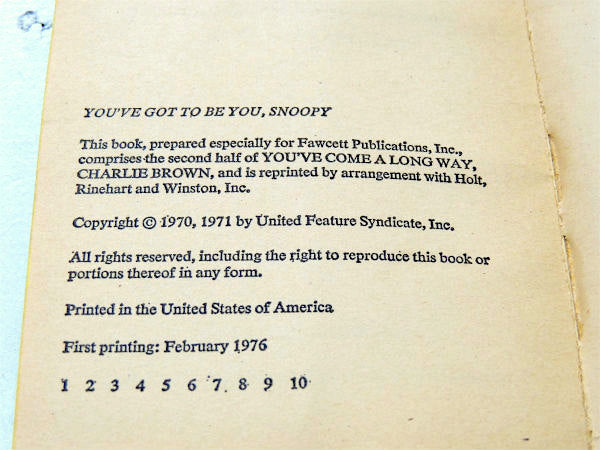 YOU'VE GOT TO BE YOU, SNOOPY
This book, prepared especially for Fawcett Publications, Inc.,
comprises the second half of YOU'VE COME A LONG WAY,
CHARLIE BROWN, and is reprinted by arrangement with Holt,
Rinehart and Winston, Inc.
Copyright © 1970, 1971 by United Feature Syndicate, Inc.
All rights reserved, including the right to reproduce this book or
portions thereof in any form.
Printed in the United States of America
First printing: February 1976
1 2 3 4 5 6 7 8 9 10